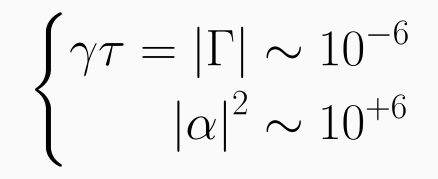 γτ = |Γ| ∼ 10⁻⁶
|α|² ∼ 10⁺⁶